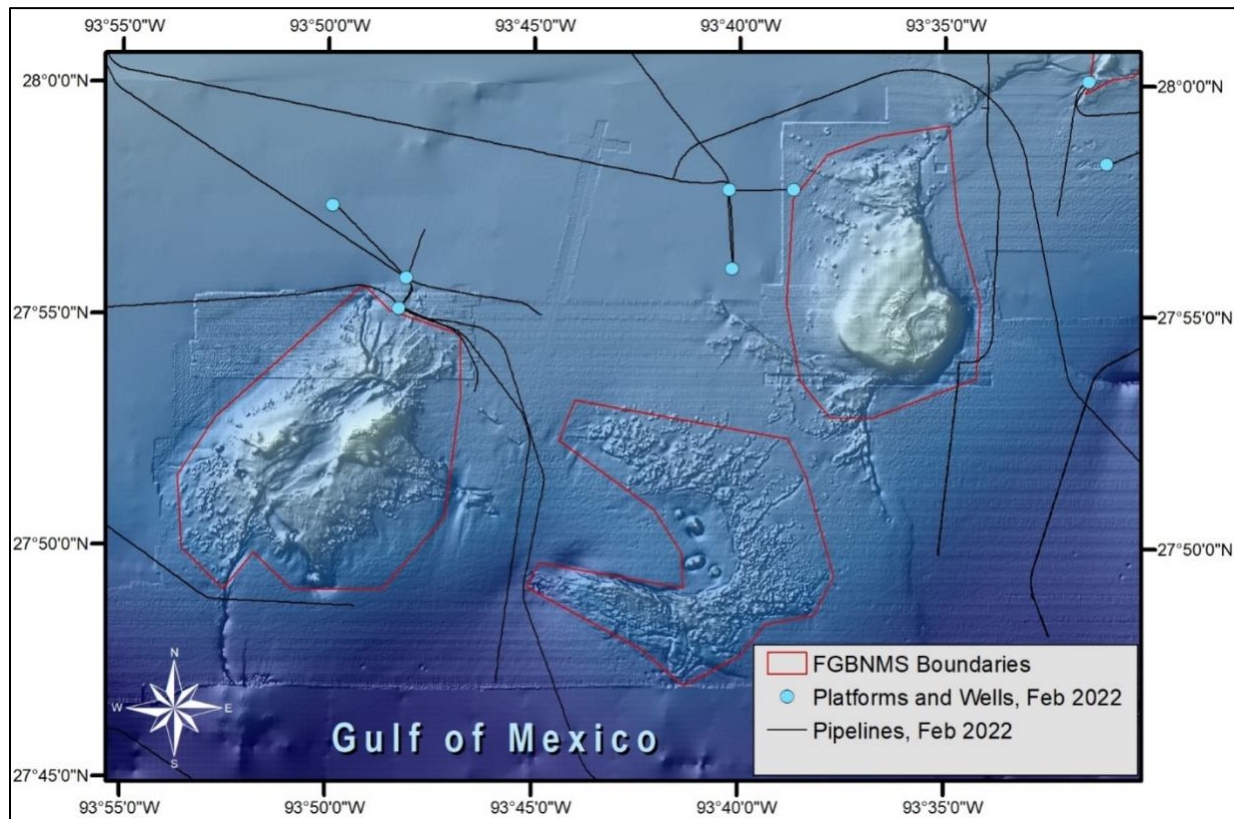 93°55'0"W 93°50'0"W 93°45'0"W 93°40'0"W 93°35'0"W
28°0'0"N 28°0'0"N
27°55'0"N 27°55'0"N
27°50'0"N 27°50'0"N
FGBNMS Boundaries
N
Platforms and Wells, Feb 2022
W E
Gulf of Mexico
Pipelines, Feb 2022
S
27°45'0"N
93°55'0"W 93°50'0"W 93°45'0"W 93°40'0"W 93°35'0"W